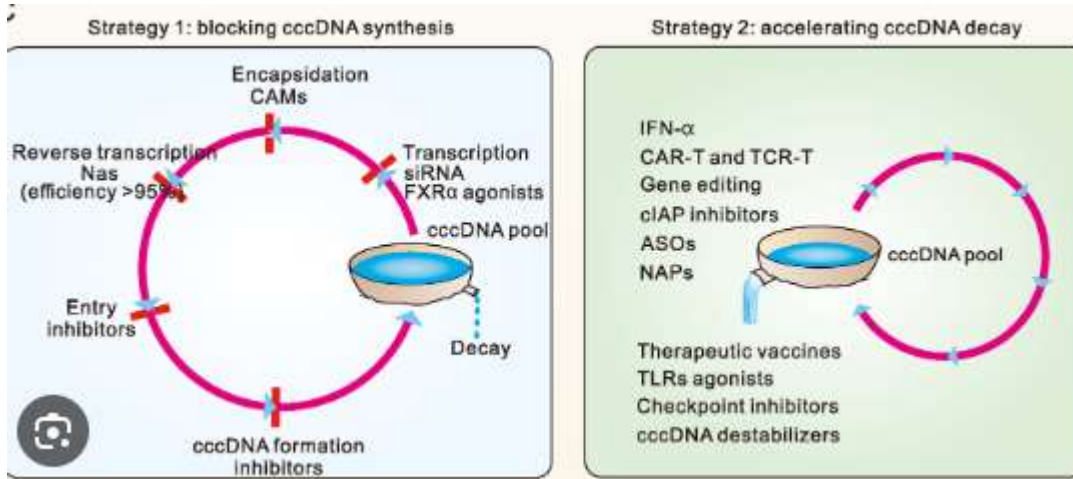 Strategy 1: blocking cccDNA synthesis
Encapsidation
CAMs
Reverse transcription
Nas
(efficiency >95%)
Transcription
siRNA
FXRα agonists
cccDNA pool
Entry
inhibitors
Decay
cccDNA formation
inhibitors
Strategy 2: accelerating cccDNA decay
IFN-α
CAR-T and TCR-T
Gene editing
cIAP inhibitors
ASOs
NAPs
cccDNA pool
Therapeutic vaccines
TLRs agonists
Checkpoint inhibitors
cccDNA destabilizers